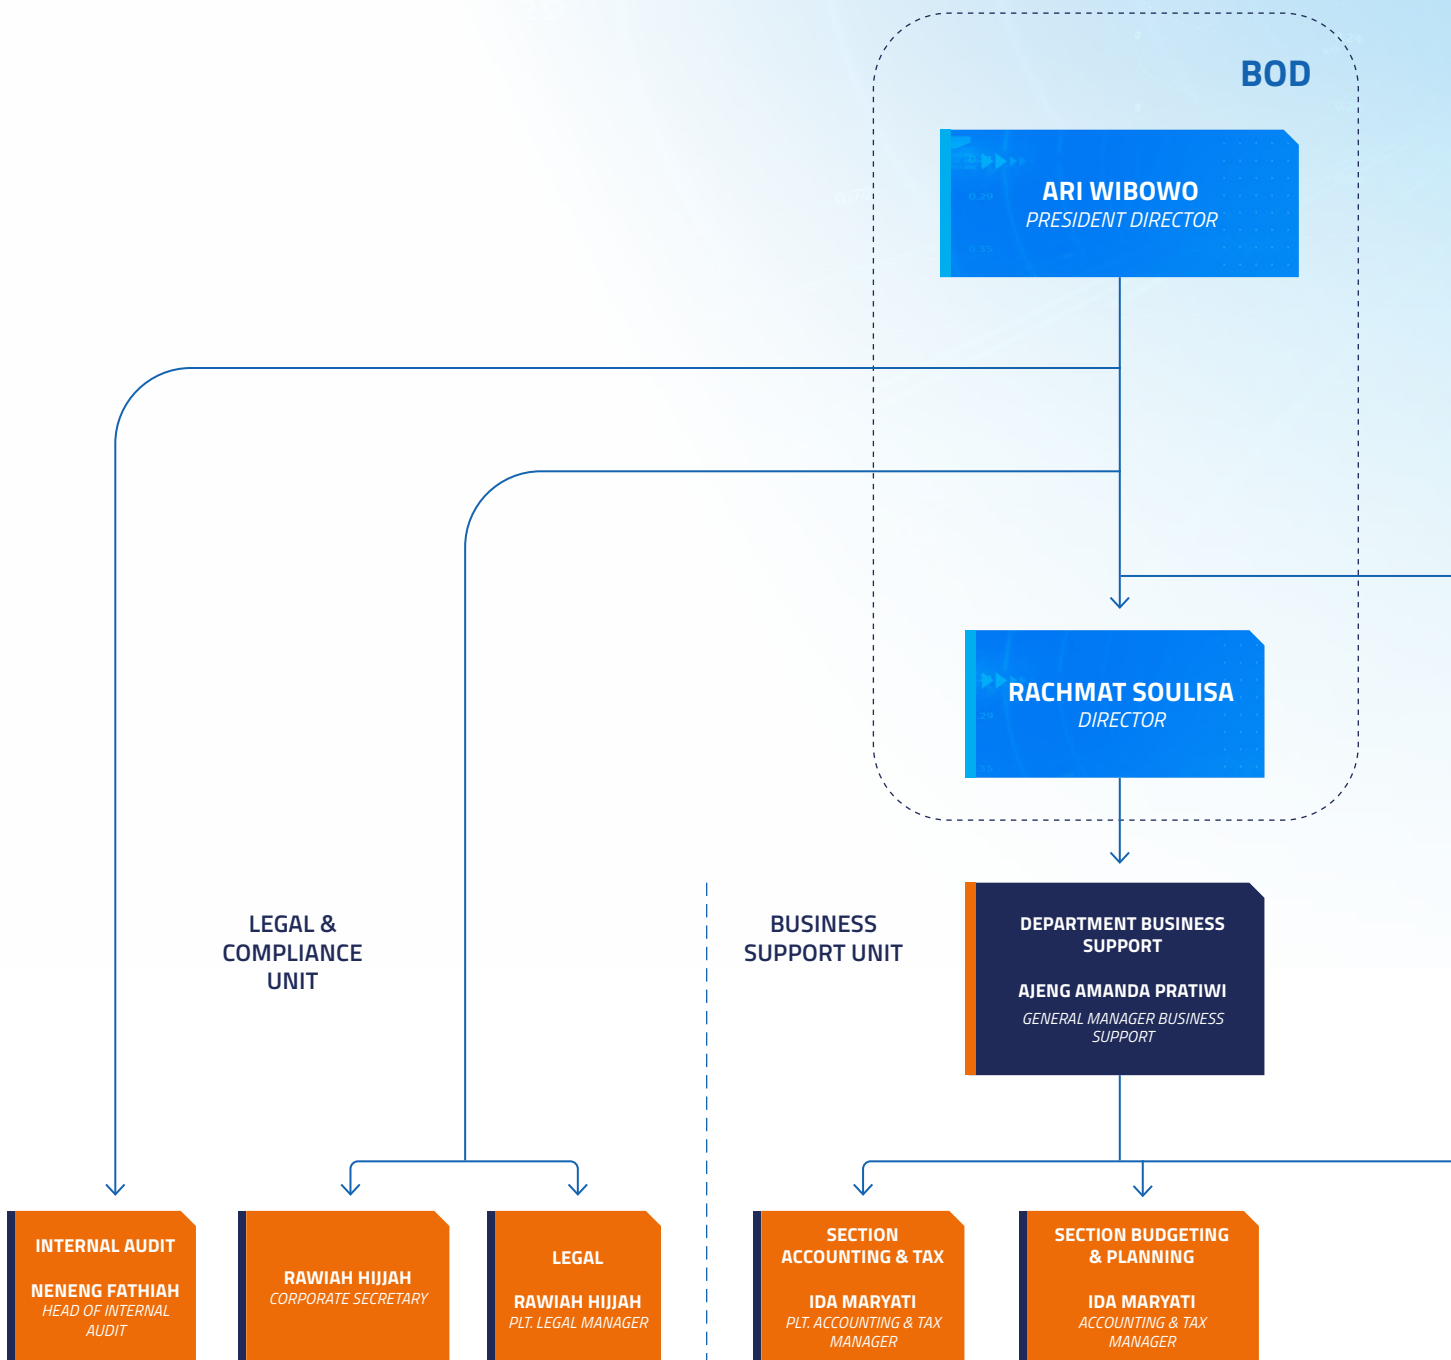 BOD
ARI WIBOWO
PRESIDENT DIRECTOR
RACHMAT SOULISA
DIRECTOR
LEGAL &
COMPLIANCE
UNIT
BUSINESS
SUPPORT UNIT
DEPARTMENT BUSINESS
SUPPORT
AJENG AMANDA PRATIWI
GENERAL MANAGER BUSINESS
SUPPORT
INTERNAL AUDIT
NENENG FATHIAH
HEAD OF INTERNAL
AUDIT
RAWIAH HIJJAH
CORPORATE SECRETARY
LEGAL
RAWIAH HIJJAH
PLT. LEGAL MANAGER
SECTION
ACCOUNTING & TAX
IDA MARYATI
PLT. ACCOUNTING & TAX
MANAGER
SECTION BUDGETING
& PLANNING
IDA MARYATI
ACCOUNTING & TAX
MANAGER